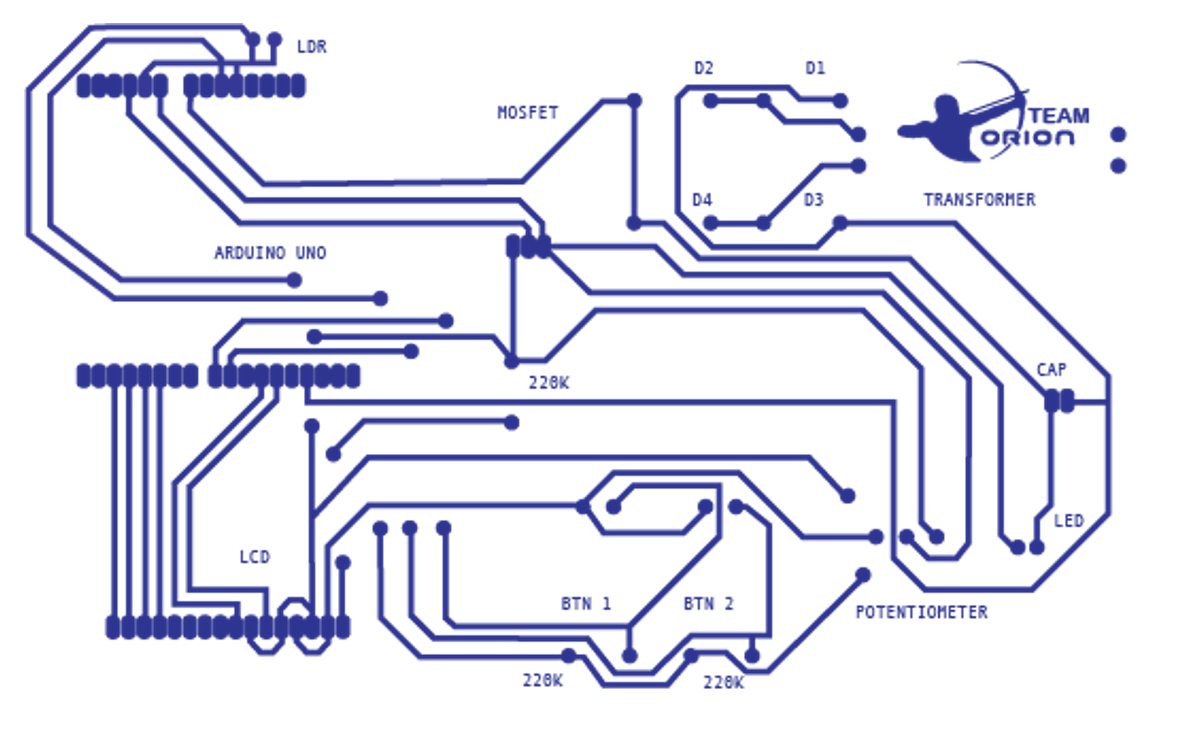 LDR
D2
D1
MOSFET
TEAM
ORION
D4
D3
TRANSFORMER
ARDUINO UNO
CAP
220K
LED
LCD
BTN 1
BTN 2
POTENTIOMETER
220K
220K